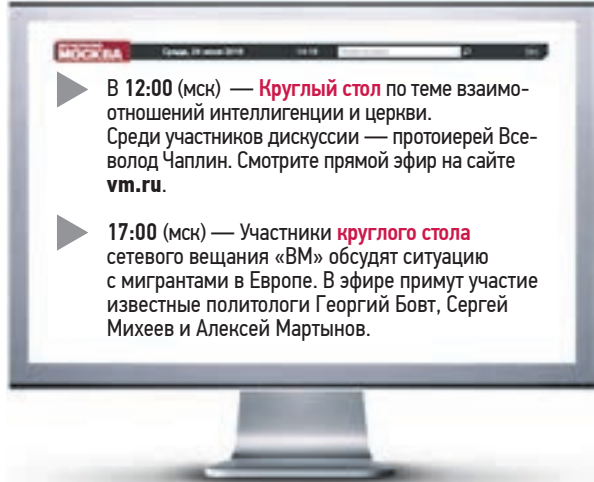 МОСКВА
В 12:00 (мск) — Круглый стол по теме взаимо-
отношений интеллигенции и церкви.
Среди участников дискуссии — протоиерей Все-
волод Чаплин. Смотрите прямой эфир на сайте
vm.ru.
17:00 (мск) — Участники круглого стола
сетевого вещания «ВМ» обсудят ситуацию
с мигрантами в Европе. В эфире примут участие
известные политологи Георгий Бовт, Сергей
Михеев и Алексей Мартынов.